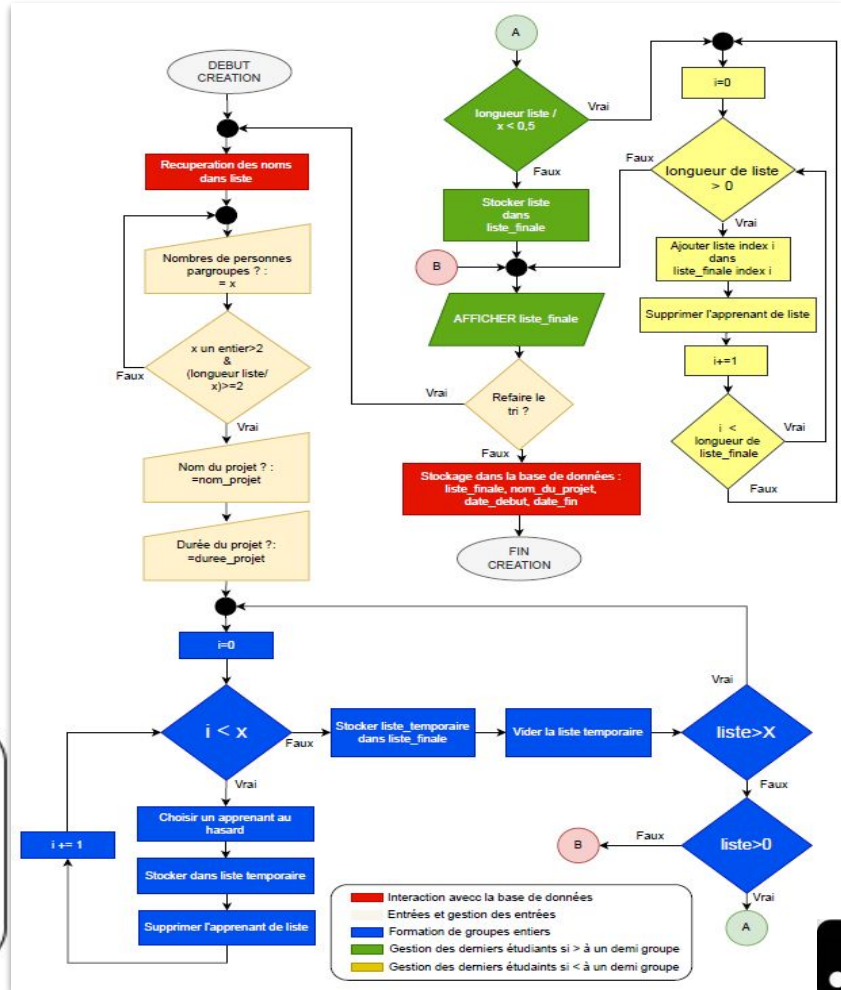 DEBUT
CREATION
Recuperation des noms
dans liste
Nombres de personnes
pargroupes ? :
= x
x un entier>2
&
(longueur liste/
x)>=2
Faux
Vrai
Nom du projet ? :
=nom_projet
Durée du projet ?:
=duree_projet
A
longueur liste /
x < 0,5
Vrai
Faux
Stocker liste
dans
liste_finale
B
AFFICHER liste_finale
Refaire le
tri ?
Vrai
Faux
Stockage dans la base de données :
liste_finale, nom_du_projet,
date_debut, date_fin
FIN
CREATION
i=0
longueur de liste
> 0
Faux
Vrai
Ajouter liste index i
dans
liste_finale index i
Supprimer l'apprenant de liste
i+=1
i <
longueur de
liste_finale
Vrai
Faux
i=0
i < x
Faux
Vrai
Stocker liste_temporaire
dans liste_finale
Vider la liste temporaire
liste>X
Vrai
Faux
Choisir un apprenant au
hasard
Stocker dans liste temporaire
Supprimer l'apprenant de liste
i += 1
liste>0
Faux
B
Vrai
A
Interaction avecc la base de données
Entrées et gestion des entrées
Formation de groupes entiers
Gestion des derniers étudiants si > à un demi groupe
Gestion des derniers étudaints si < à un demi groupe